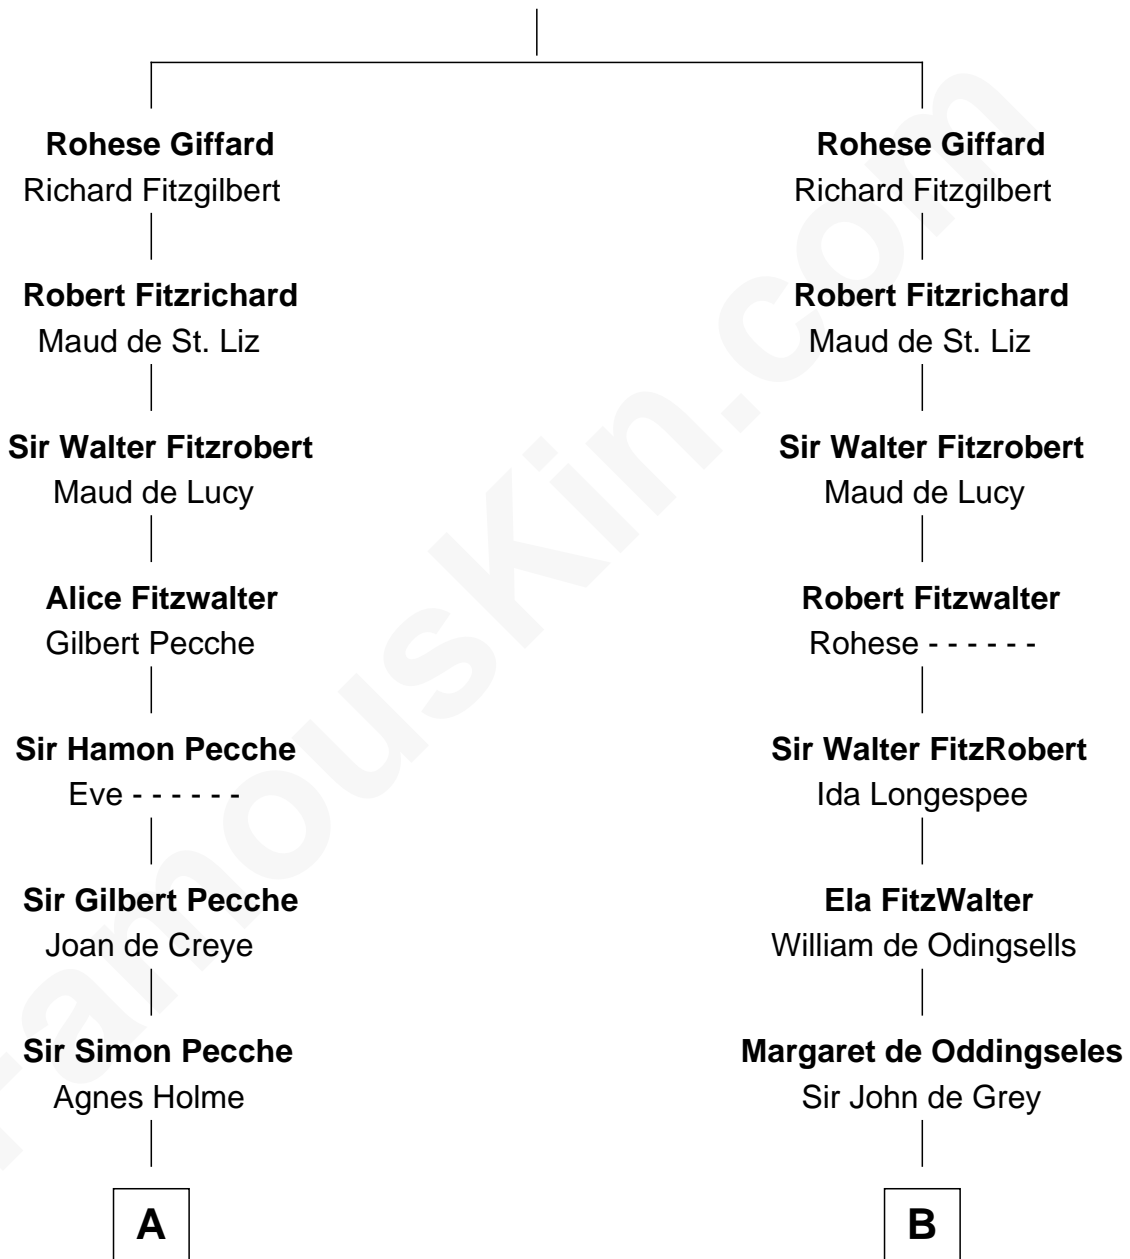 Rohese Giffard
Richard Fitzgilbert
Robert Fitzrichard
Maud de St. Liz
Sir Walter Fitzrobert
Maud de Lucy
Alice Fitzwalter
Gilbert Pecche
Sir Hamon Pecche
Eve - - - - - -
Sir Gilbert Pecche
Joan de Creye
Sir Simon Pecche
Agnes Holme
A
Rohese Giffard
Richard Fitzgilbert
Robert Fitzrichard
Maud de St. Liz
Sir Walter Fitzrobert
Maud de Lucy
Robert Fitzwalter
Rohese - - - - - -
Sir Walter FitzRobert
Ida Longespee
Ela FitzWalter
William de Odingsells
Margaret de Oddingseles
Sir John de Grey
B
FamousKin.com